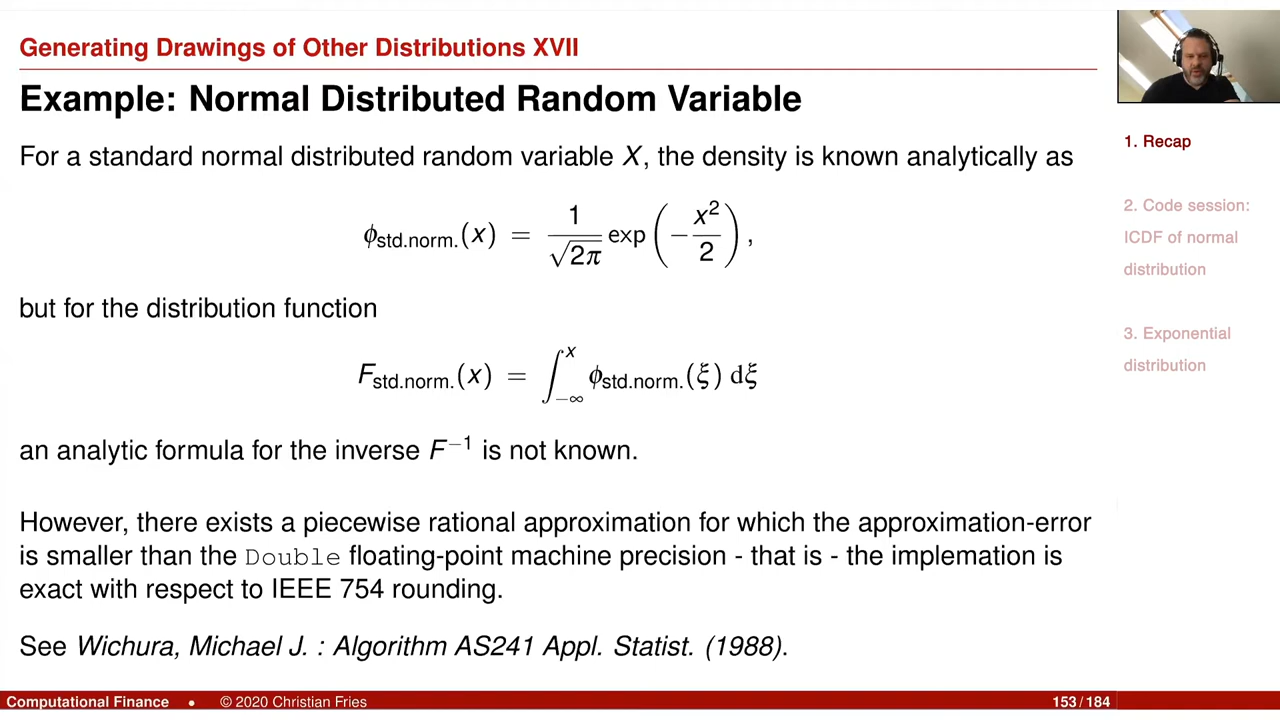 Generating Drawings of Other Distributions XVII
Example: Normal Distributed Random Variable
For a standard normal distributed random variable X, the density is known analytically as
ϕstd.norm.(x) = 1/√2π exp(−x²/2),
but for the distribution function
Fstd.norm.(x) = ∫_{−∞}^{x} ϕstd.norm.(ξ) dξ
an analytic formula for the inverse F⁻¹ is not known.
However, there exists a piecewise rational approximation for which the approximation-error
is smaller than the Double floating-point machine precision - that is - the implemation is
exact with respect to IEEE 754 rounding.
See Wichura, Michael J. : Algorithm AS241 Appl. Statist. (1988).
1. Recap
2. Code session:
ICDF of normal
distribution
3. Exponential
distribution
Computational Finance • © 2020 Christian Fries 153 / 184